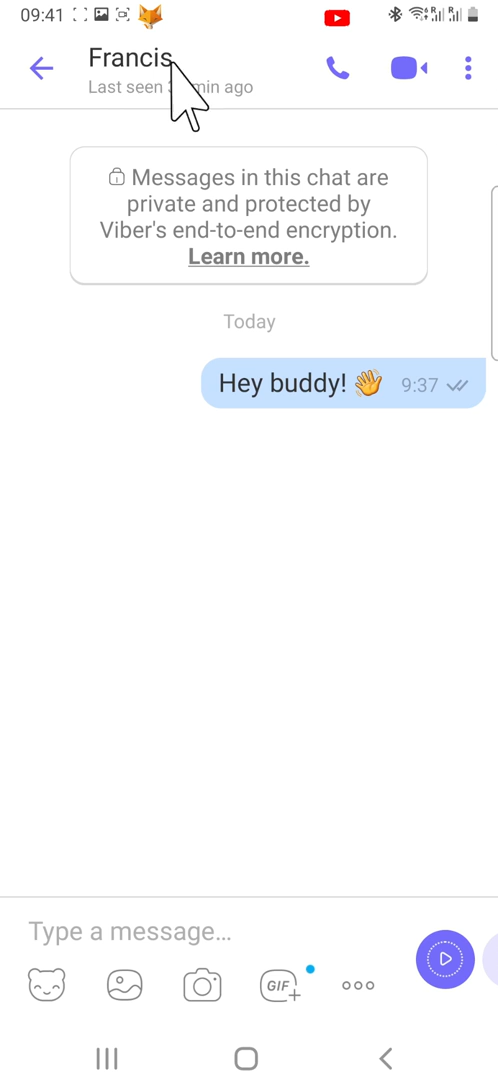 09:41
Francis
Last seen min ago
Messages in this chat are
private and protected by
Viber's end-to-end encryption.
Learn more.
Today
Hey buddy! 👋 9:37
Type a message...
GIF